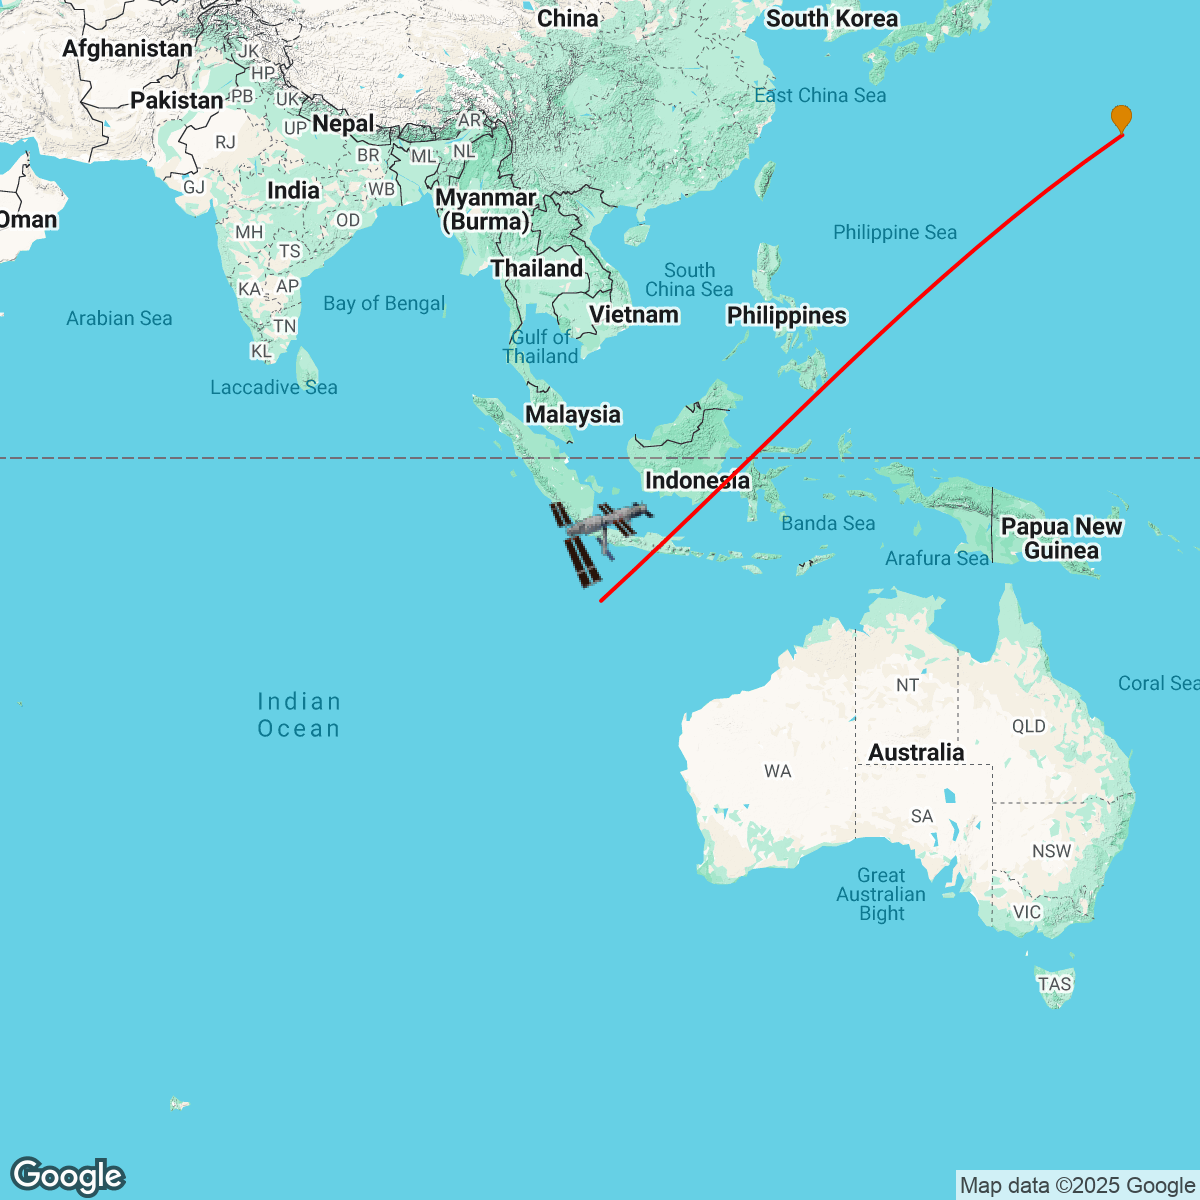 China
South Korea
Afghanistan
JK
HP
East China Sea
Pakistan
PB
UK
Nepal
AR
UP
RJ
BR
ML
NL
GJ
India
WB
Myanmar
(Burma)
Oman
OD
MH
Philippine Sea
TS
Thailand
South
China Sea
KA
AP
Bay of Bengal
Arabian Sea
Vietnam
Philippines
TN
Gulf of
Thailand
KL
Laccadive Sea
Malaysia
Indonesia
Banda Sea
Papua New
Guinea
Arafura Sea
Coral Sea
NT
Indian
Ocean
QLD
Australia
WA
SA
NSW
Great
Australian
Bight
VIC
TAS
Google
Map data ©2025 Google